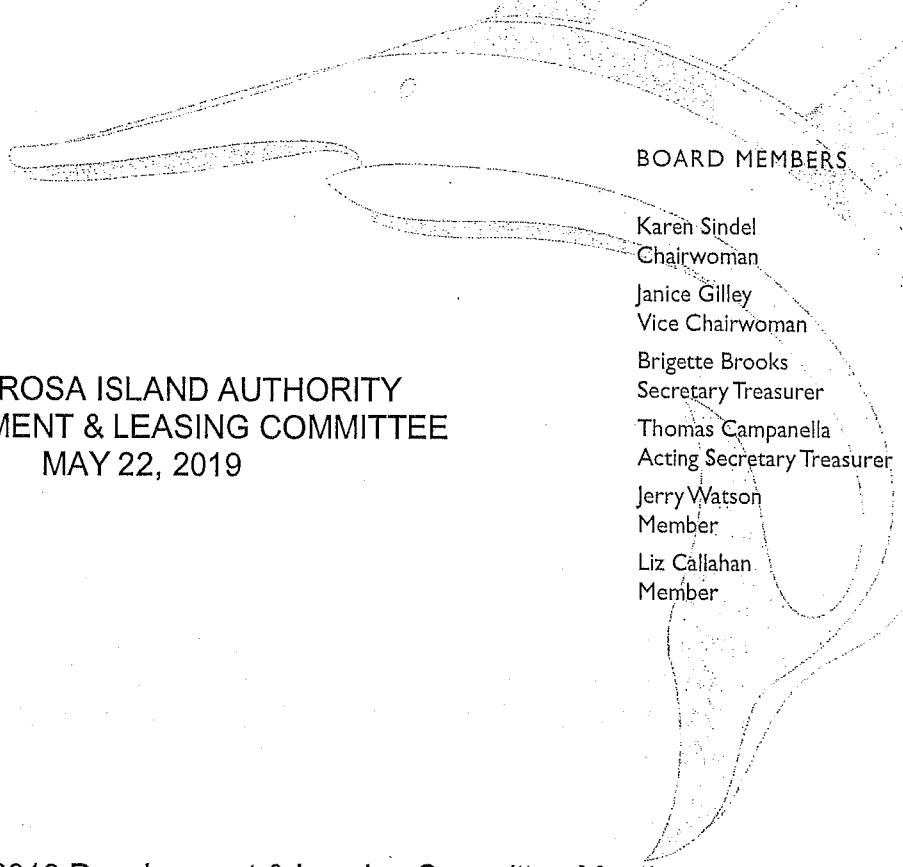 BOARD MEMBERS
Karen Sindel
Chairwoman
Janice Gilley
Vice Chairwoman
Brigette Brooks
Secretary Treasurer
Thomas Campanella
Acting Secretary Treasurer
Jerry Watson
Member
Liz Callahan
Member
ROSA ISLAND AUTHORITY
MENT & LEASING COMMITTEE
MAY 22, 2019